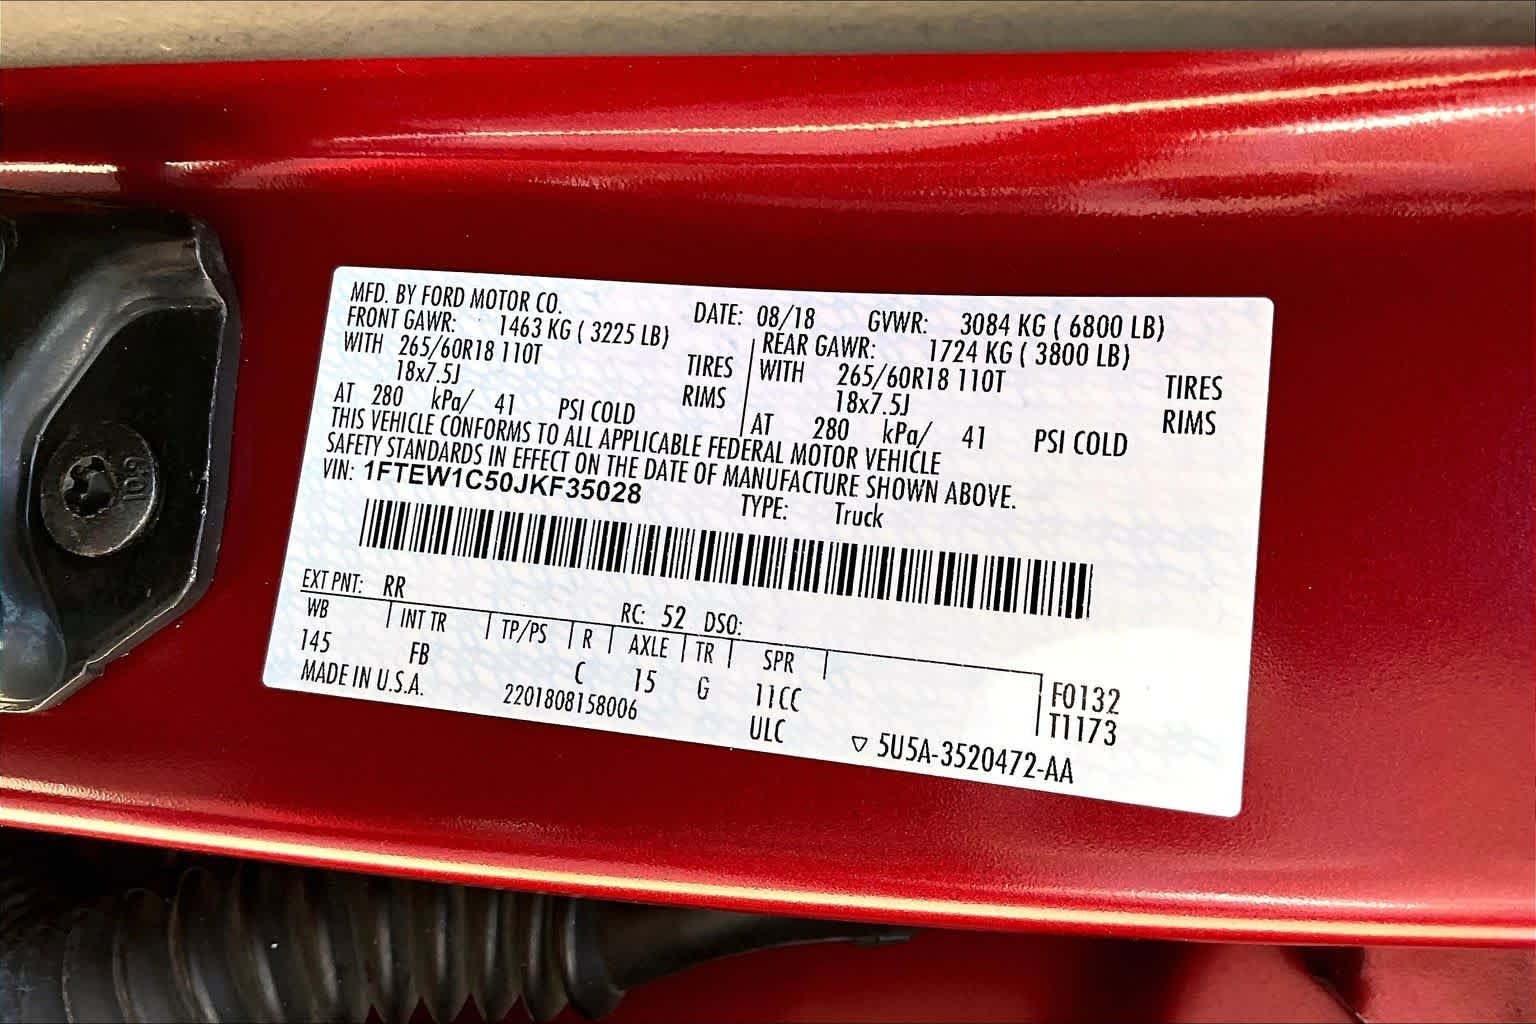 MFD. BY FORD MOTOR CO. DATE: 08/18 GVWR: 3084 KG ( 6800 LB)
FRONT GAWR: 1463 KG ( 3225 LB) REAR GAWR: 1724 KG ( 3800 LB)
WITH 265/60R18 110T TIRES WITH 265/60R18 110T TIRES
18x7.5J RIMS 18x7.5J RIMS
AT 280 kPa/ 41 PSI COLD AT 280 kPa/ 41 PSI COLD
THIS VEHICLE CONFORMS TO ALL APPLICABLE FEDERAL MOTOR VEHICLE
SAFETY STANDARDS IN EFFECT ON THE DATE OF MANUFACTURE SHOWN ABOVE.
VIN: 1FTEW1C50JKF35028 TYPE: Truck
EXT PNT: RR RC: 52 DSO:
WB INT TR TP/PS R AXLE TR SPR
145 FB C 15 G 11CC F0132
MADE IN U.S.A. 2201808158006 ULC T1173
▽ 5U5A-3520472-AA